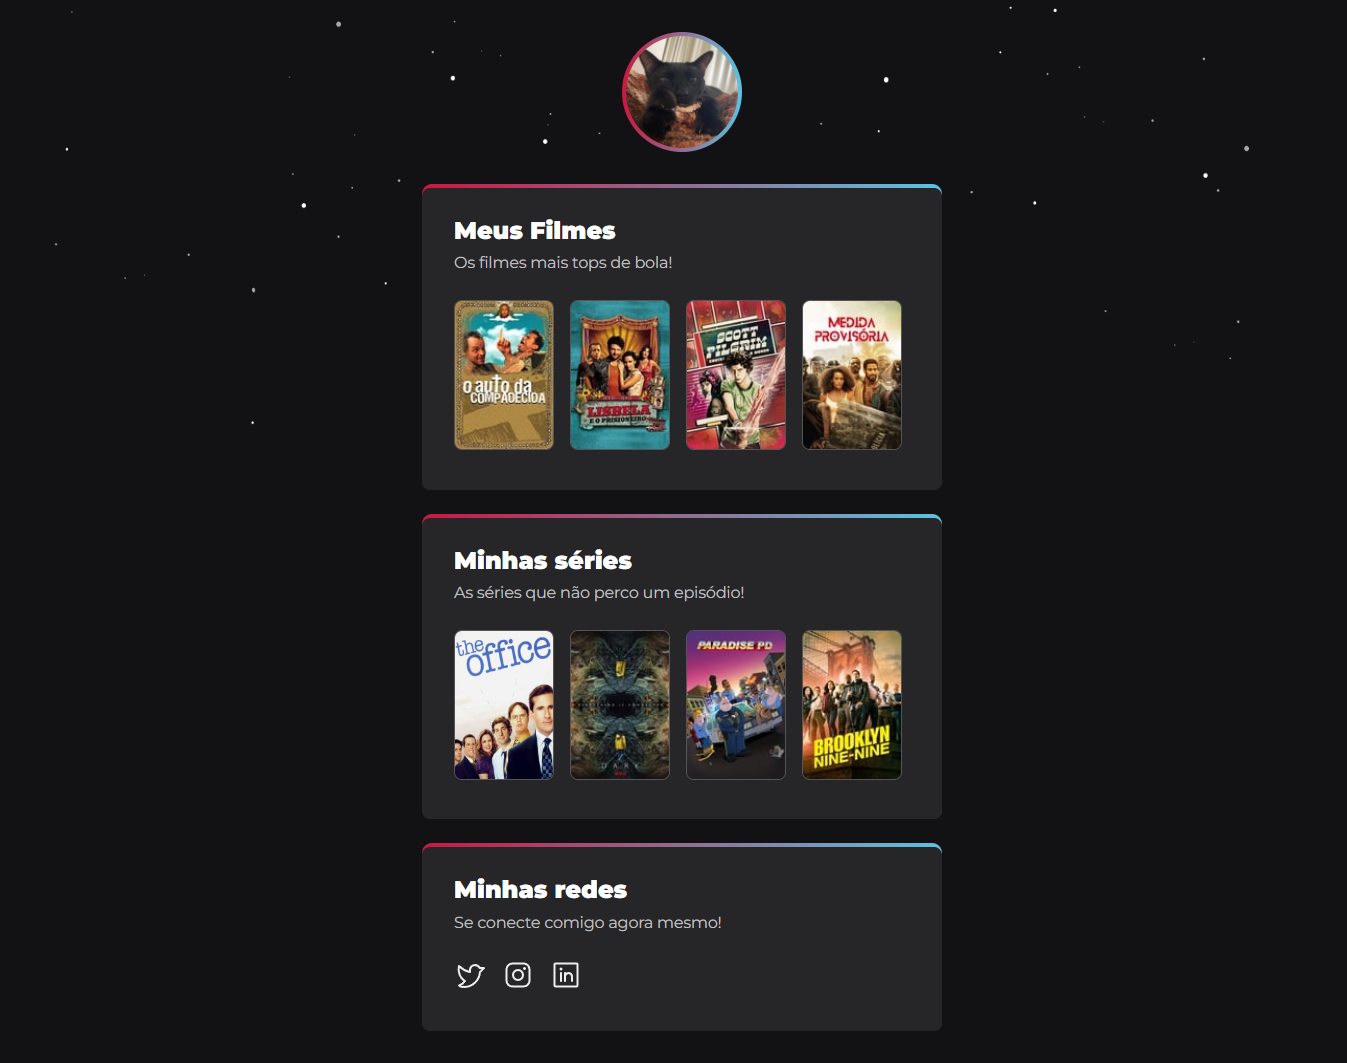 Meus Filmes
Os filmes mais tops de bola!
o auto da
COMPADECIDA
LISBELA
E O PRISIONEIRO
SCOTT
PILGRIM
MEDIDA
PROVISÓRIA
Minhas séries
As séries que não perco um episódio!
the
office
DARK
PARADISE PD
BROOKLYN
NINE-NINE
Minhas redes
Se conecte comigo agora mesmo!
in